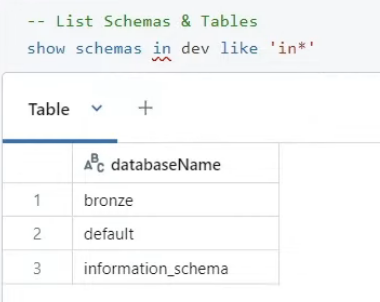 -- List Schemas & Tables
show schemas in dev like 'in*'
Table
ABC databaseName
1 bronze
2 default
3 information_schema